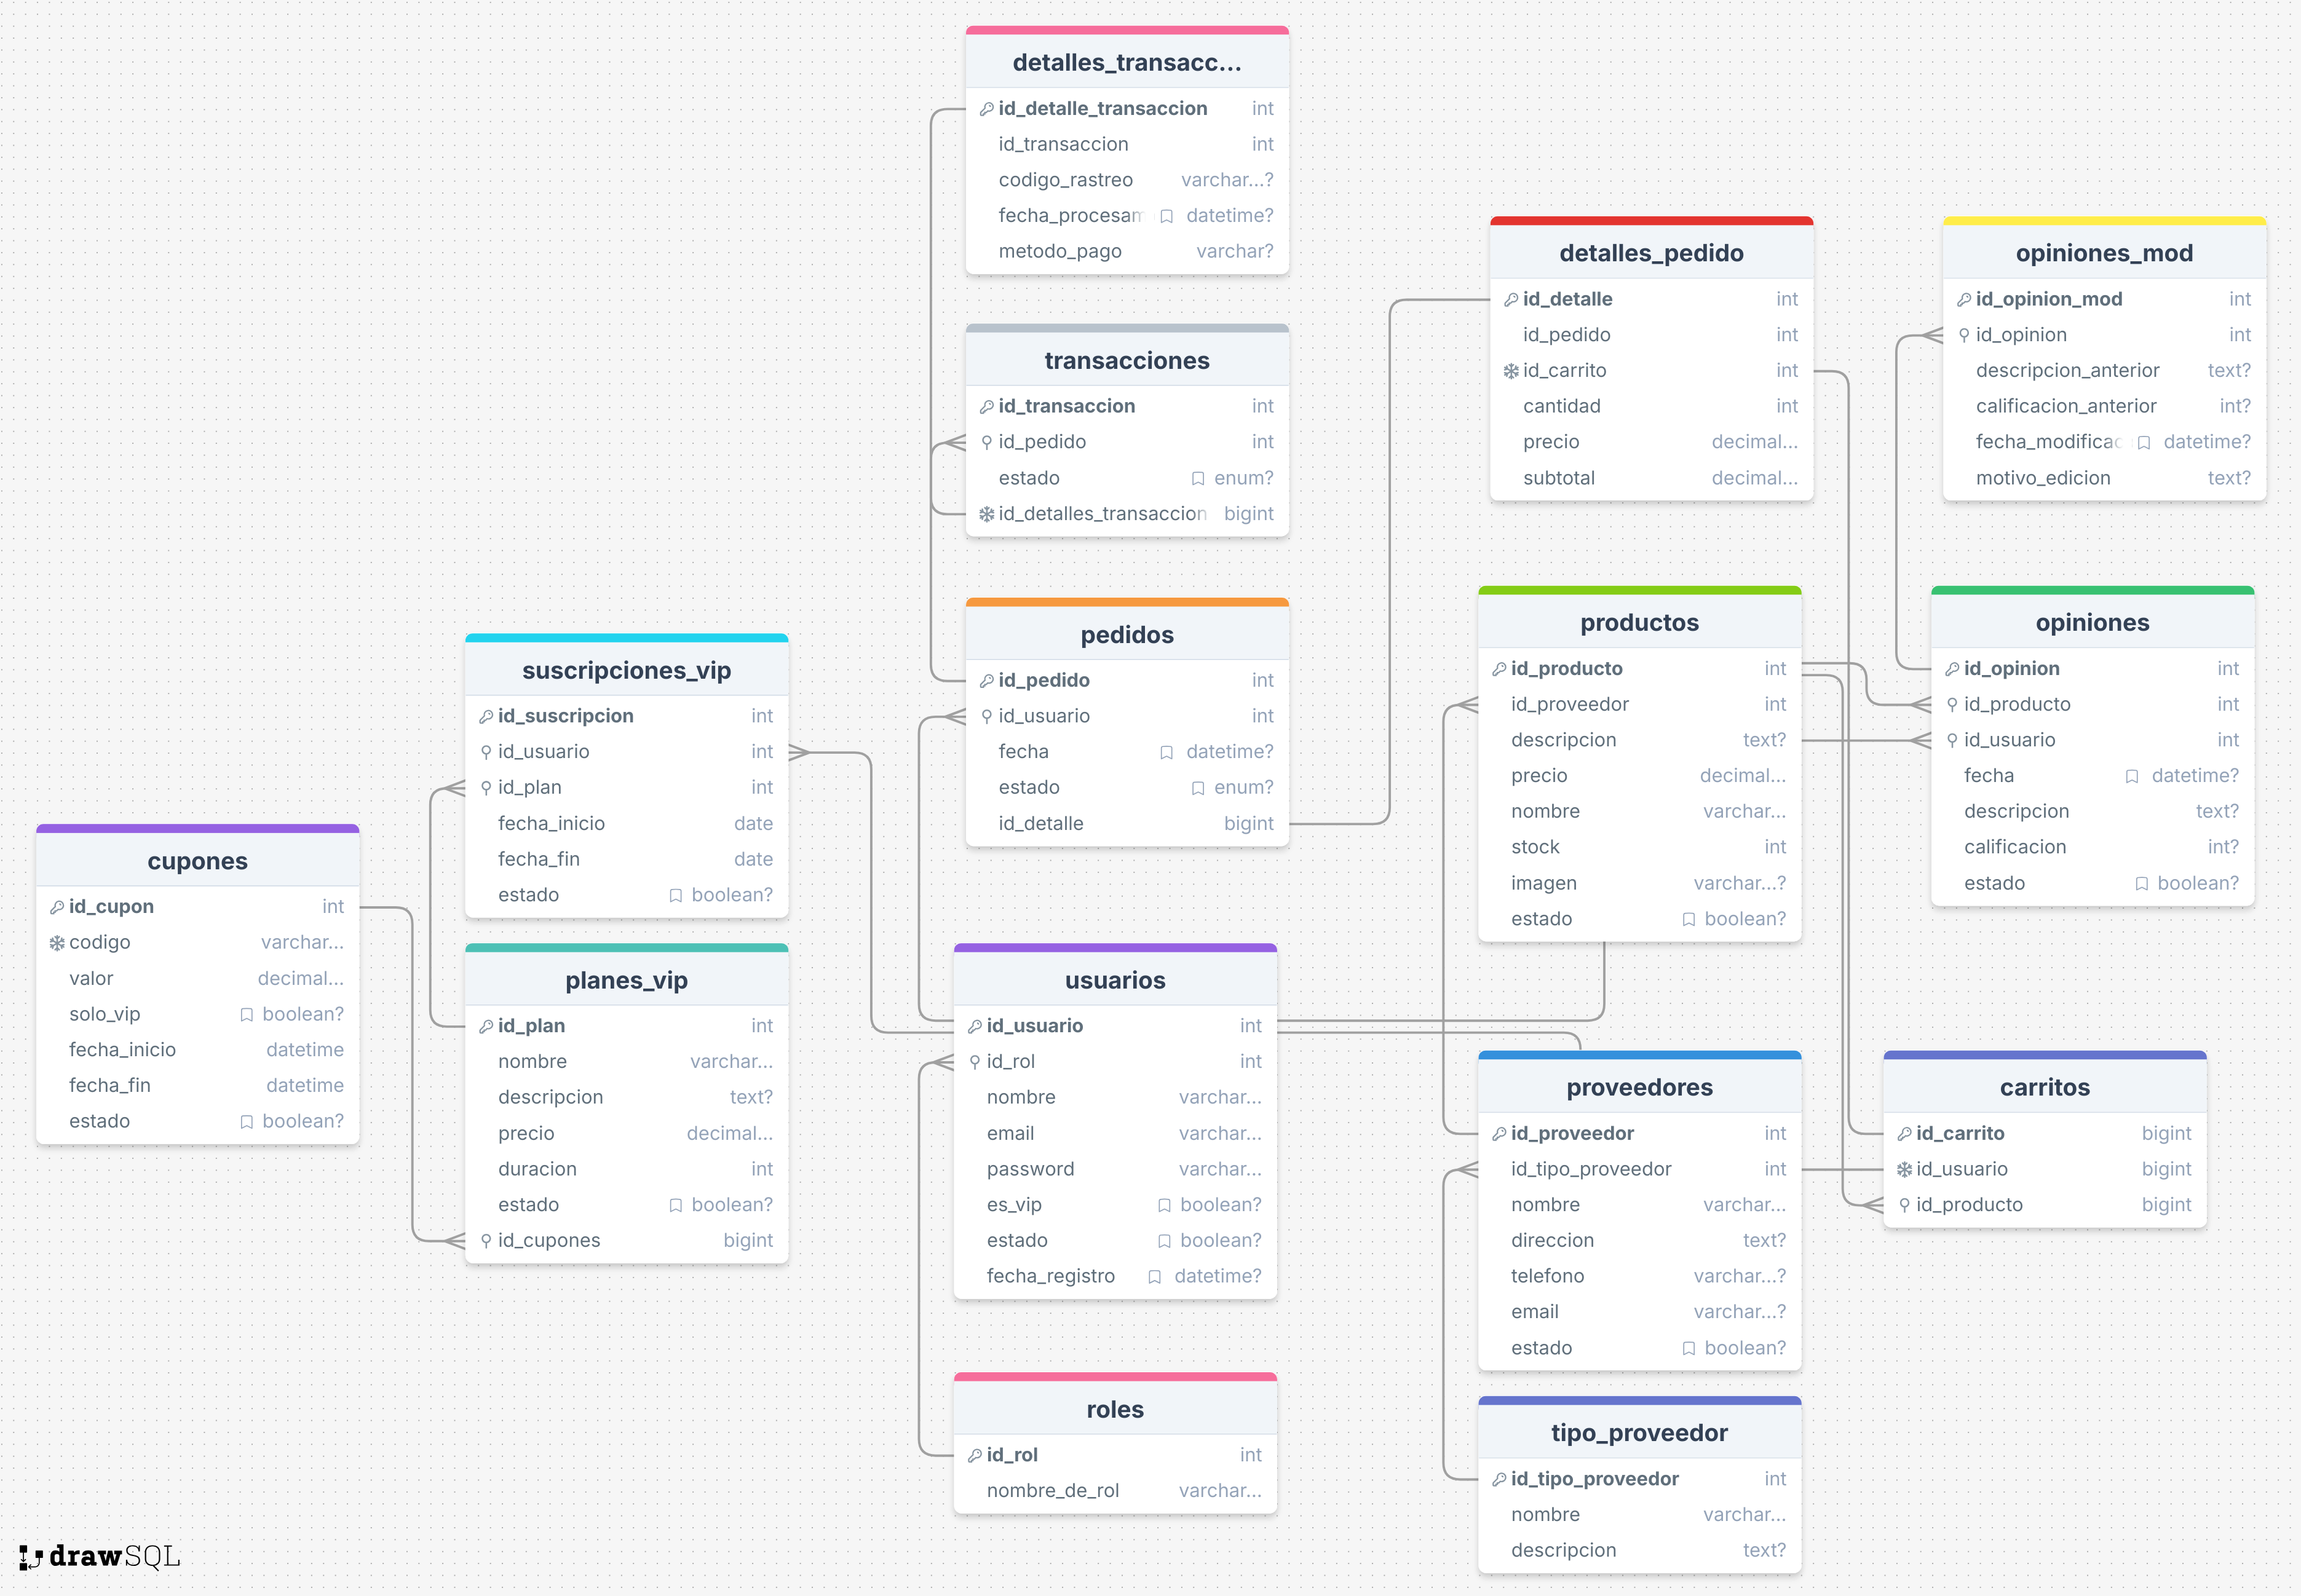 detalles_transacc...
id_detalle_transaccion int
id_transaccion int
codigo_rastreo varchar...?
fecha_procesam datetime?
metodo_pago varchar?
transacciones
id_transaccion int
id_pedido int
estado enum?
id_detalles_transaccion bigint
pedidos
id_pedido int
id_usuario int
fecha datetime?
estado enum?
id_detalle bigint
detalles_pedido
id_detalle int
id_pedido int
id_carrito int
cantidad int
precio decimal...
subtotal decimal...
opiniones_mod
id_opinion_mod int
id_opinion int
descripcion_anterior text?
calificacion_anterior int?
fecha_modificac datetime?
motivo_edicion text?
productos
id_producto int
id_proveedor int
descripcion text?
precio decimal...
nombre varchar...
stock int
imagen varchar...?
estado boolean?
opiniones
id_opinion int
id_producto int
id_usuario int
fecha datetime?
descripcion text?
calificacion int?
estado boolean?
suscripciones_vip
id_suscripcion int
id_usuario int
id_plan int
fecha_inicio date
fecha_fin date
estado boolean?
cupones
id_cupon int
codigo varchar...
valor decimal...
solo_vip boolean?
fecha_inicio datetime
fecha_fin datetime
estado boolean?
planes_vip
id_plan int
nombre varchar...
descripcion text?
precio decimal...
duracion int
estado boolean?
id_cupones bigint
usuarios
id_usuario int
id_rol int
nombre varchar...
email varchar...
password varchar...
es_vip boolean?
estado boolean?
fecha_registro datetime?
proveedores
id_proveedor int
id_tipo_proveedor int
nombre varchar...
direccion text?
telefono varchar...?
email varchar...?
estado boolean?
carritos
id_carrito bigint
id_usuario bigint
id_producto bigint
roles
id_rol int
nombre_de_rol varchar...
tipo_proveedor
id_tipo_proveedor int
nombre varchar...
descripcion text?
drawSQL